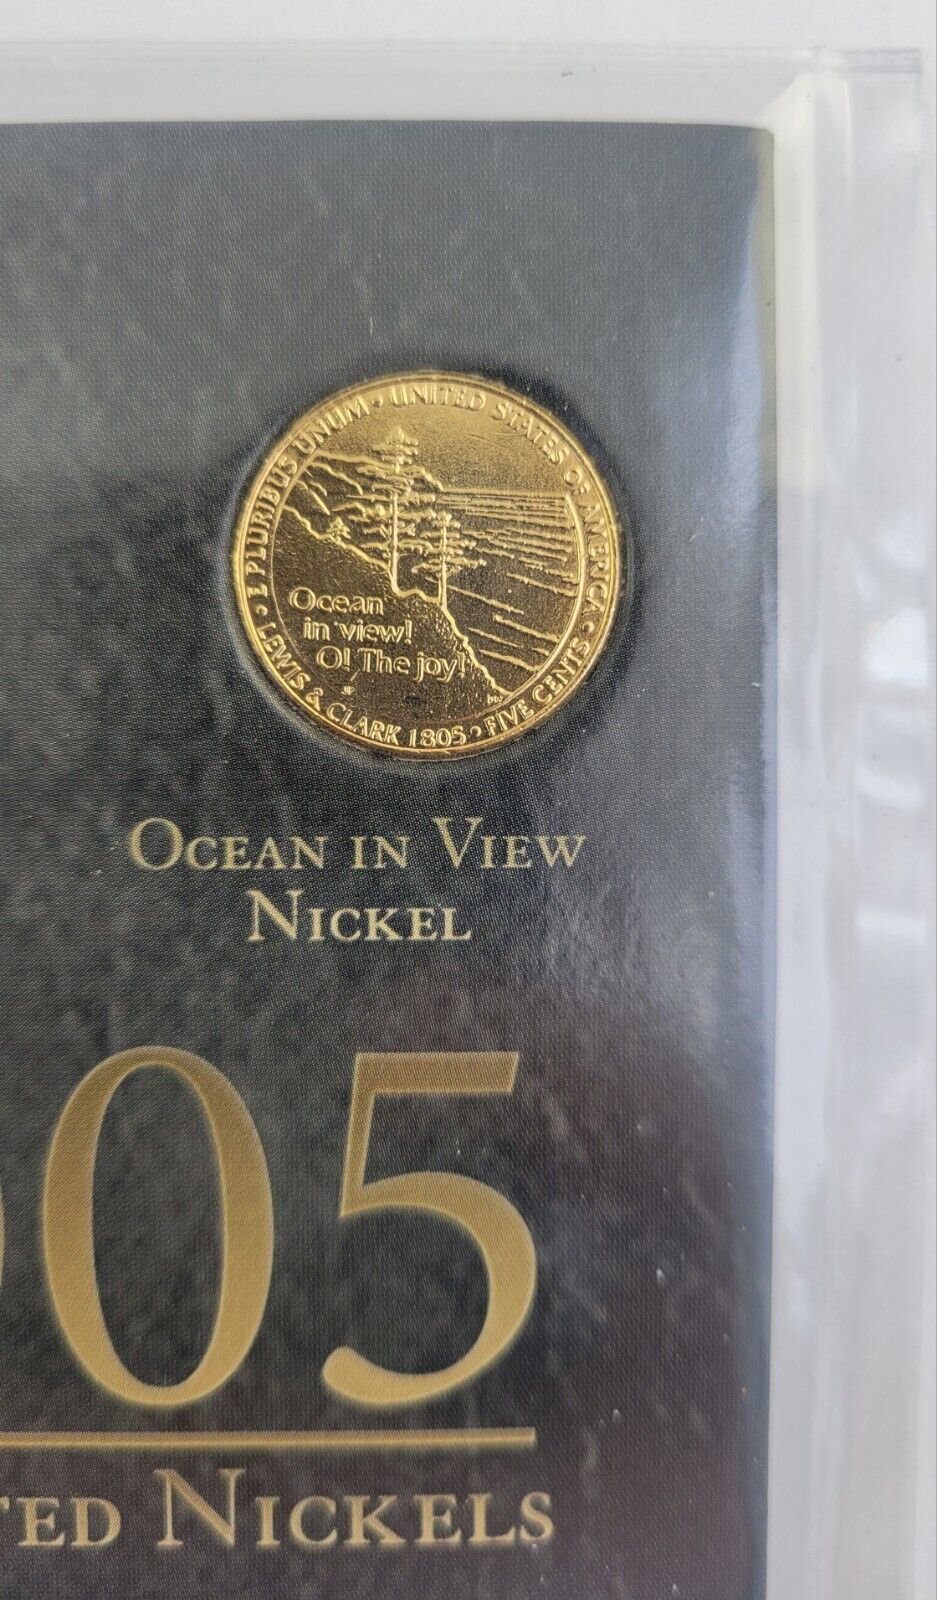 E PLURIBUS UNUM • UNITED STATES OF AMERICA •
LEWIS & CLARK 1805 • FIVE CENTS
Ocean
in view!
O! The joy!
OCEAN IN VIEW
NICKEL
05
TED NICKELS